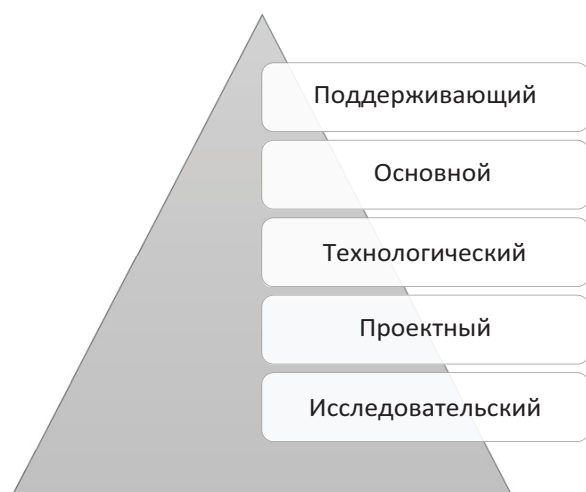 Поддерживающий
Основной
Технологический
Проектный
Исследовательский